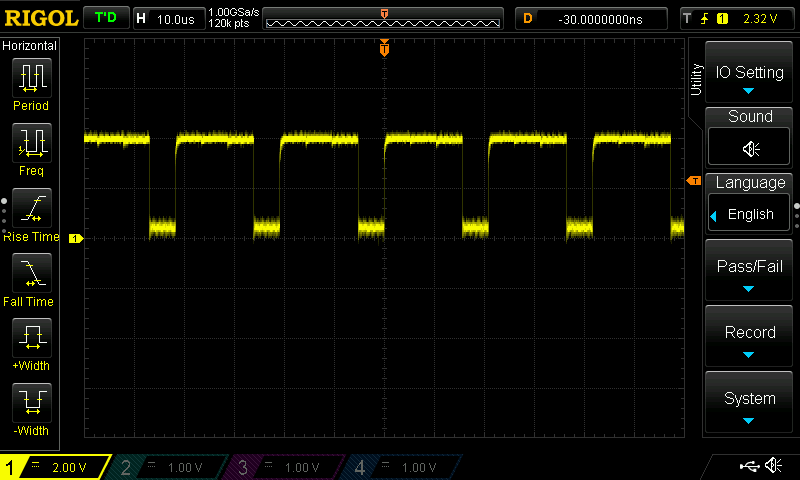 RIGOL T'D H 10.0us 1.00GSa/s
120k pts
T
D -30.0000000ns T 1 2.32 V
Horizontal
Period
Freq
Rise Time
Fall Time
+Width
-Width
T
T
1
Utility
IO Setting
Sound
Language
English
Pass/Fail
Record
System
1 2.00 V 2 1.00 V 3 1.00 V 4 1.00 V